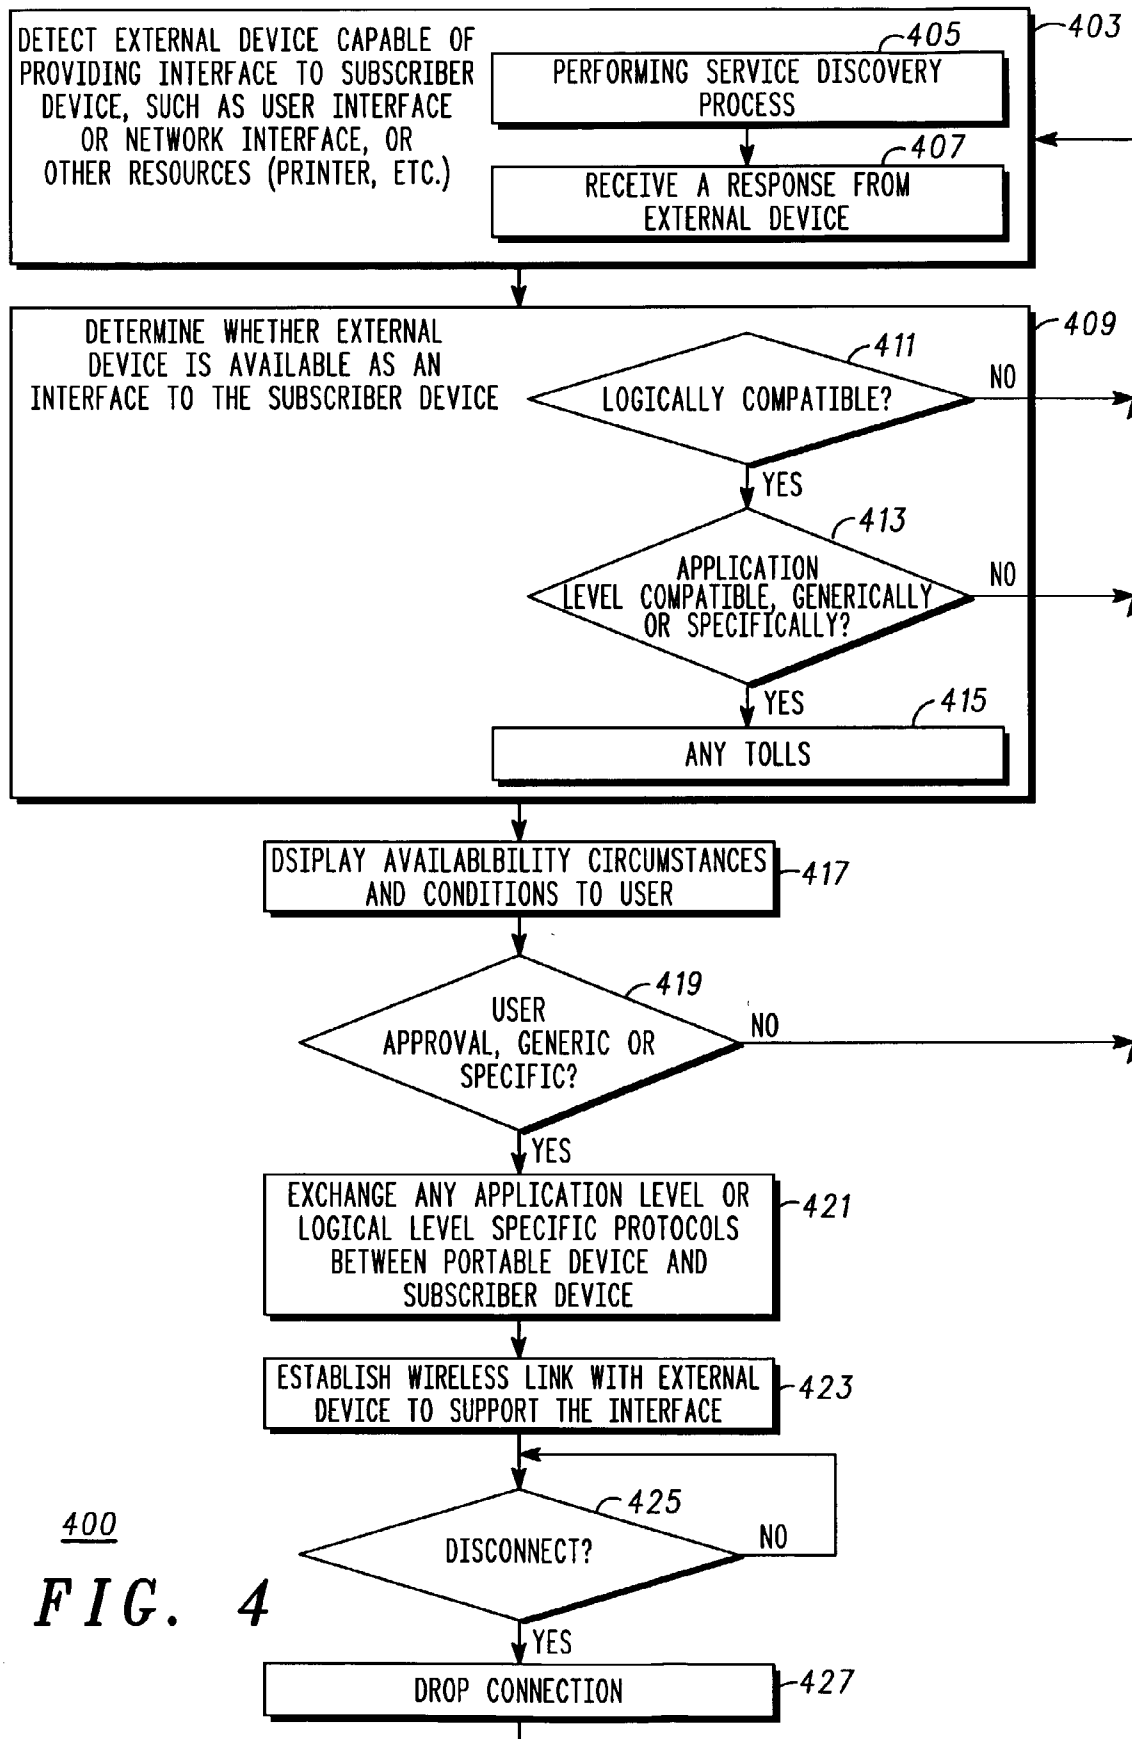 DETECT EXTERNAL DEVICE CAPABLE OF
PROVIDING INTERFACE TO SUBSCRIBER
DEVICE, SUCH AS USER INTERFACE
OR NETWORK INTERFACE, OR
OTHER RESOURCES (PRINTER, ETC.)
403
405
PERFORMING SERVICE DISCOVERY
PROCESS
407
RECEIVE A RESPONSE FROM
EXTERNAL DEVICE
DETERMINE WHETHER EXTERNAL
DEVICE IS AVAILABLE AS AN
INTERFACE TO THE SUBSCRIBER DEVICE
409
411
LOGICALLY COMPATIBLE?
NO
YES
413
APPLICATION
LEVEL COMPATIBLE, GENERICALLY
OR SPECIFICALLY?
NO
YES
415
ANY TOLLS
DSIPLAY AVAILABLBILITY CIRCUMSTANCES
AND CONDITIONS TO USER
417
419
USER
APPROVAL, GENERIC OR
SPECIFIC?
NO
YES
EXCHANGE ANY APPLICATION LEVEL OR
LOGICAL LEVEL SPECIFIC PROTOCOLS
BETWEEN PORTABLE DEVICE AND
SUBSCRIBER DEVICE
421
ESTABLISH WIRELESS LINK WITH EXTERNAL
DEVICE TO SUPPORT THE INTERFACE
423
425
DISCONNECT?
NO
YES
DROP CONNECTION
427
400
FIG. 4